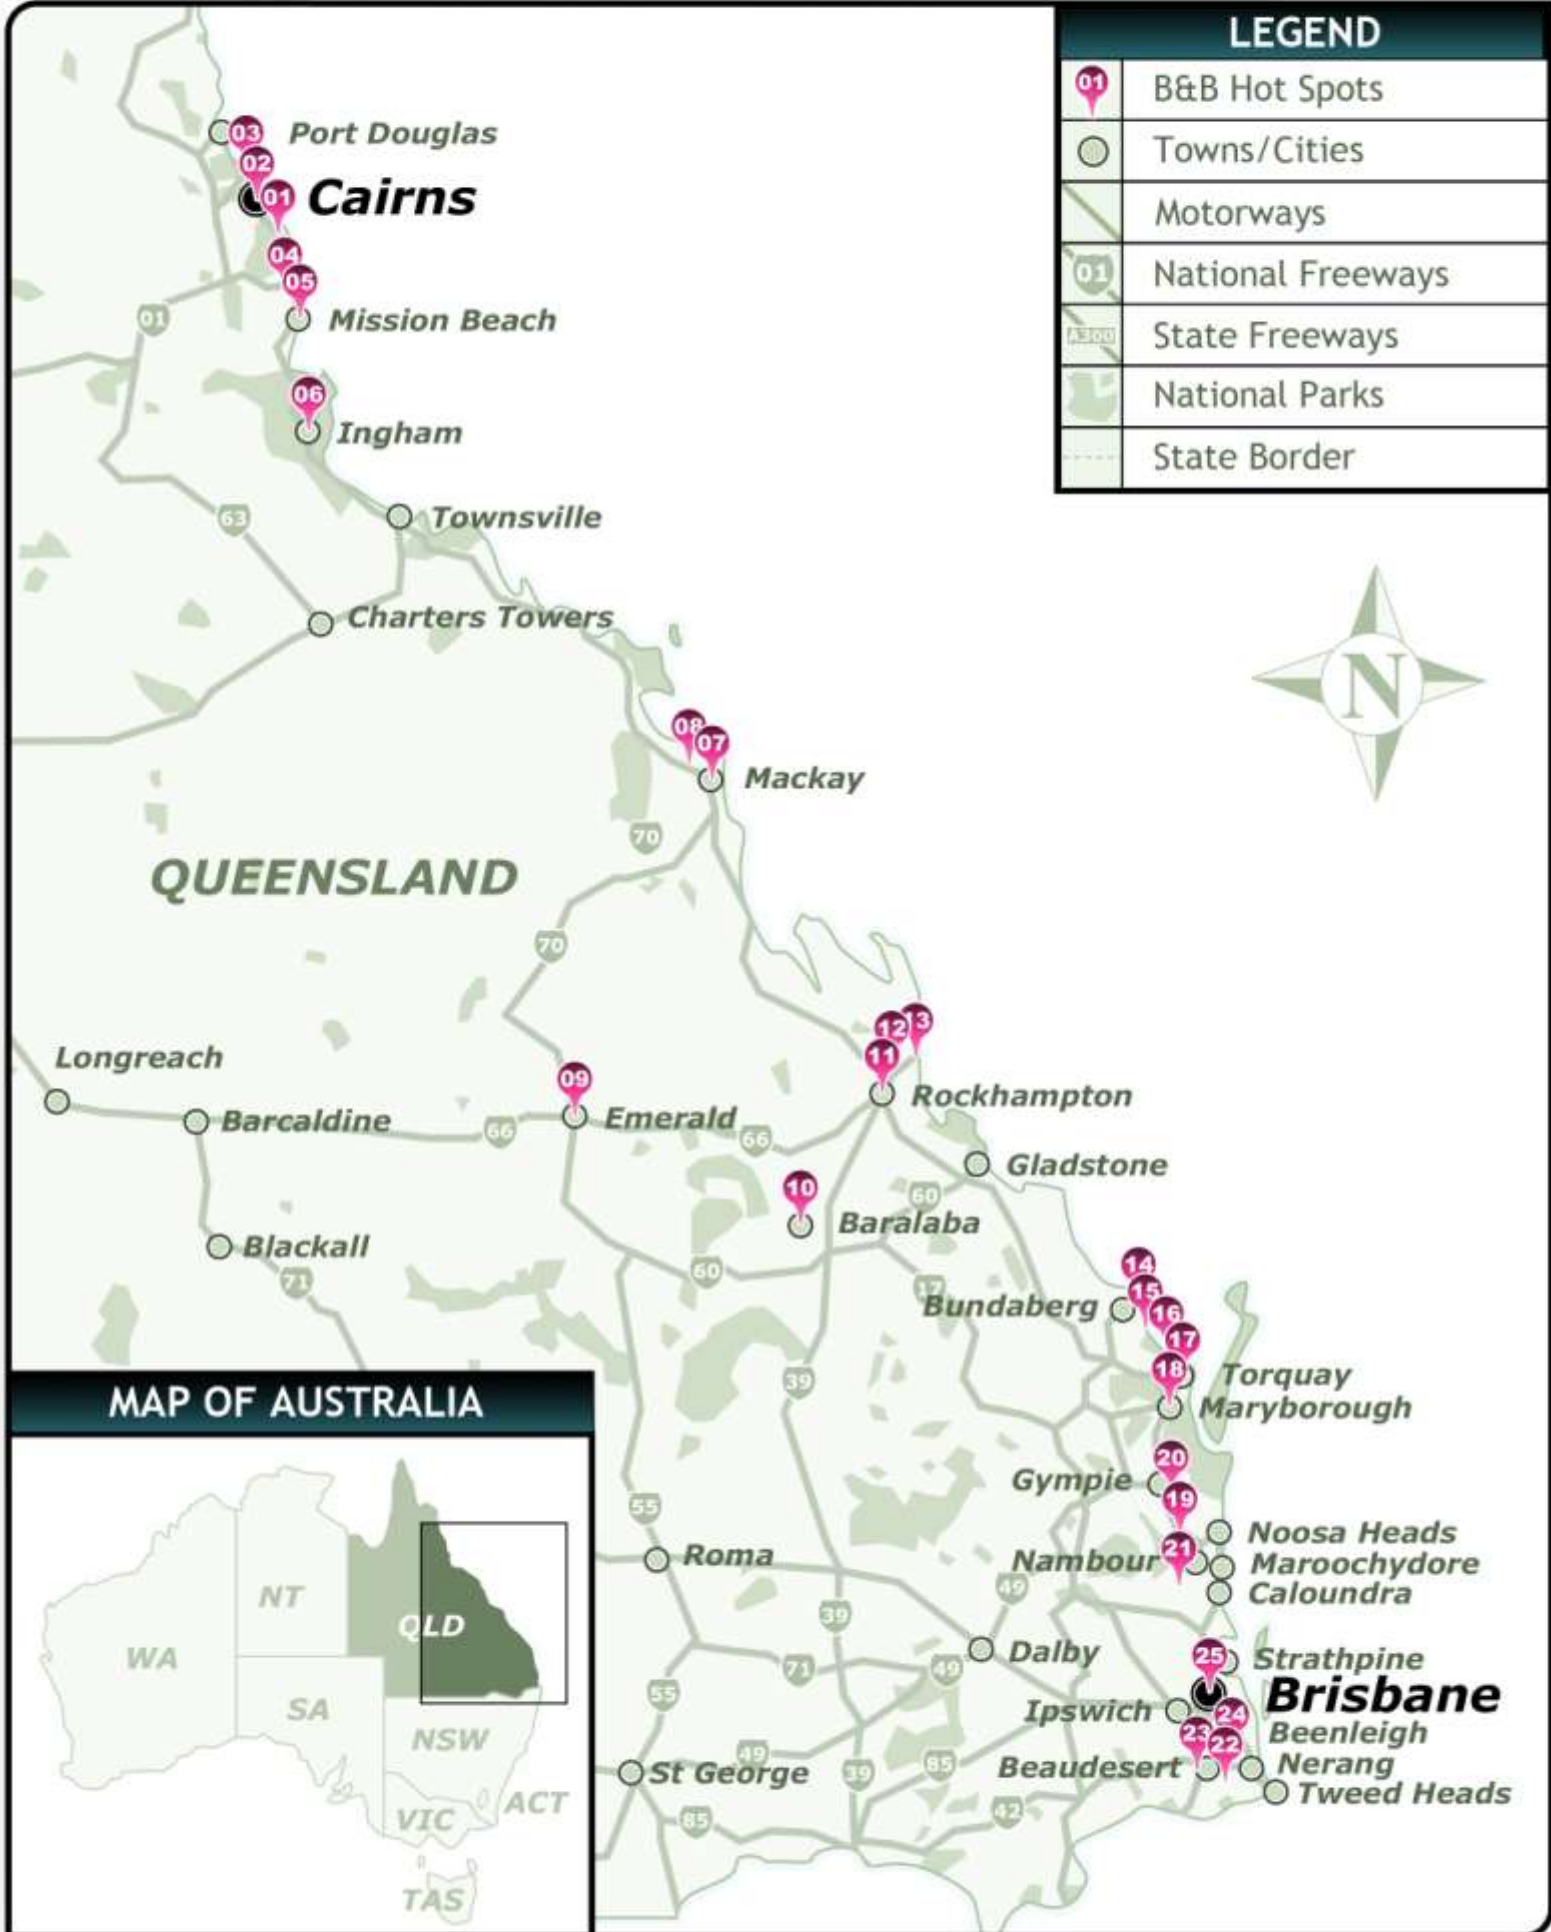 LEGEND
01 B&B Hot Spots
Towns/Cities
Motorways
01 National Freeways
A300 State Freeways
National Parks
State Border
03 Port Douglas
02
01 Cairns
04
05
01 Mission Beach
06
Ingham
63 Townsville
Charters Towers
N
08
07
Mackay
70
QUEENSLAND
70
12 13
11
Longreach
09
Rockhampton
Barcaldine 66 Emerald 66
Gladstone
10
60
Baralaba
Blackall
14
71 60 17 15
Bundaberg 16
17
18
39 Torquay
Maryborough
20
Gympie
19
55
Noosa Heads
21
Roma Nambour Maroochydore
49
Caloundra
39
Dalby
25 Strathpine
71 49
55 Brisbane
Ipswich 24
23 Beenleigh
22
49 85
St George 39 Beaudesert Nerang
Tweed Heads
85 42
MAP OF AUSTRALIA
NT
QLD
WA
SA
NSW
ACT
VIC
TAS